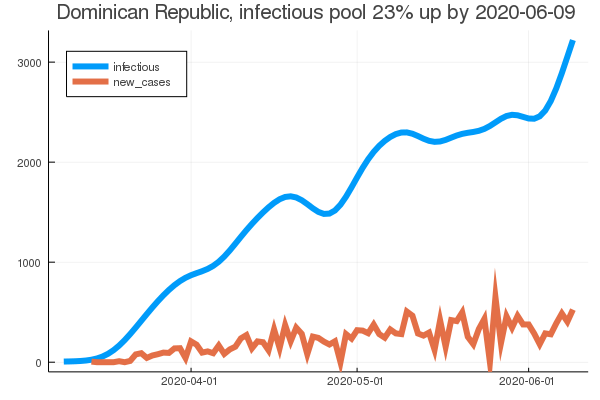 Dominican Republic, infectious pool 23% up by 2020-06-09
infectious
new_cases
3000
2000
1000
0
2020-04-01
2020-05-01
2020-06-01